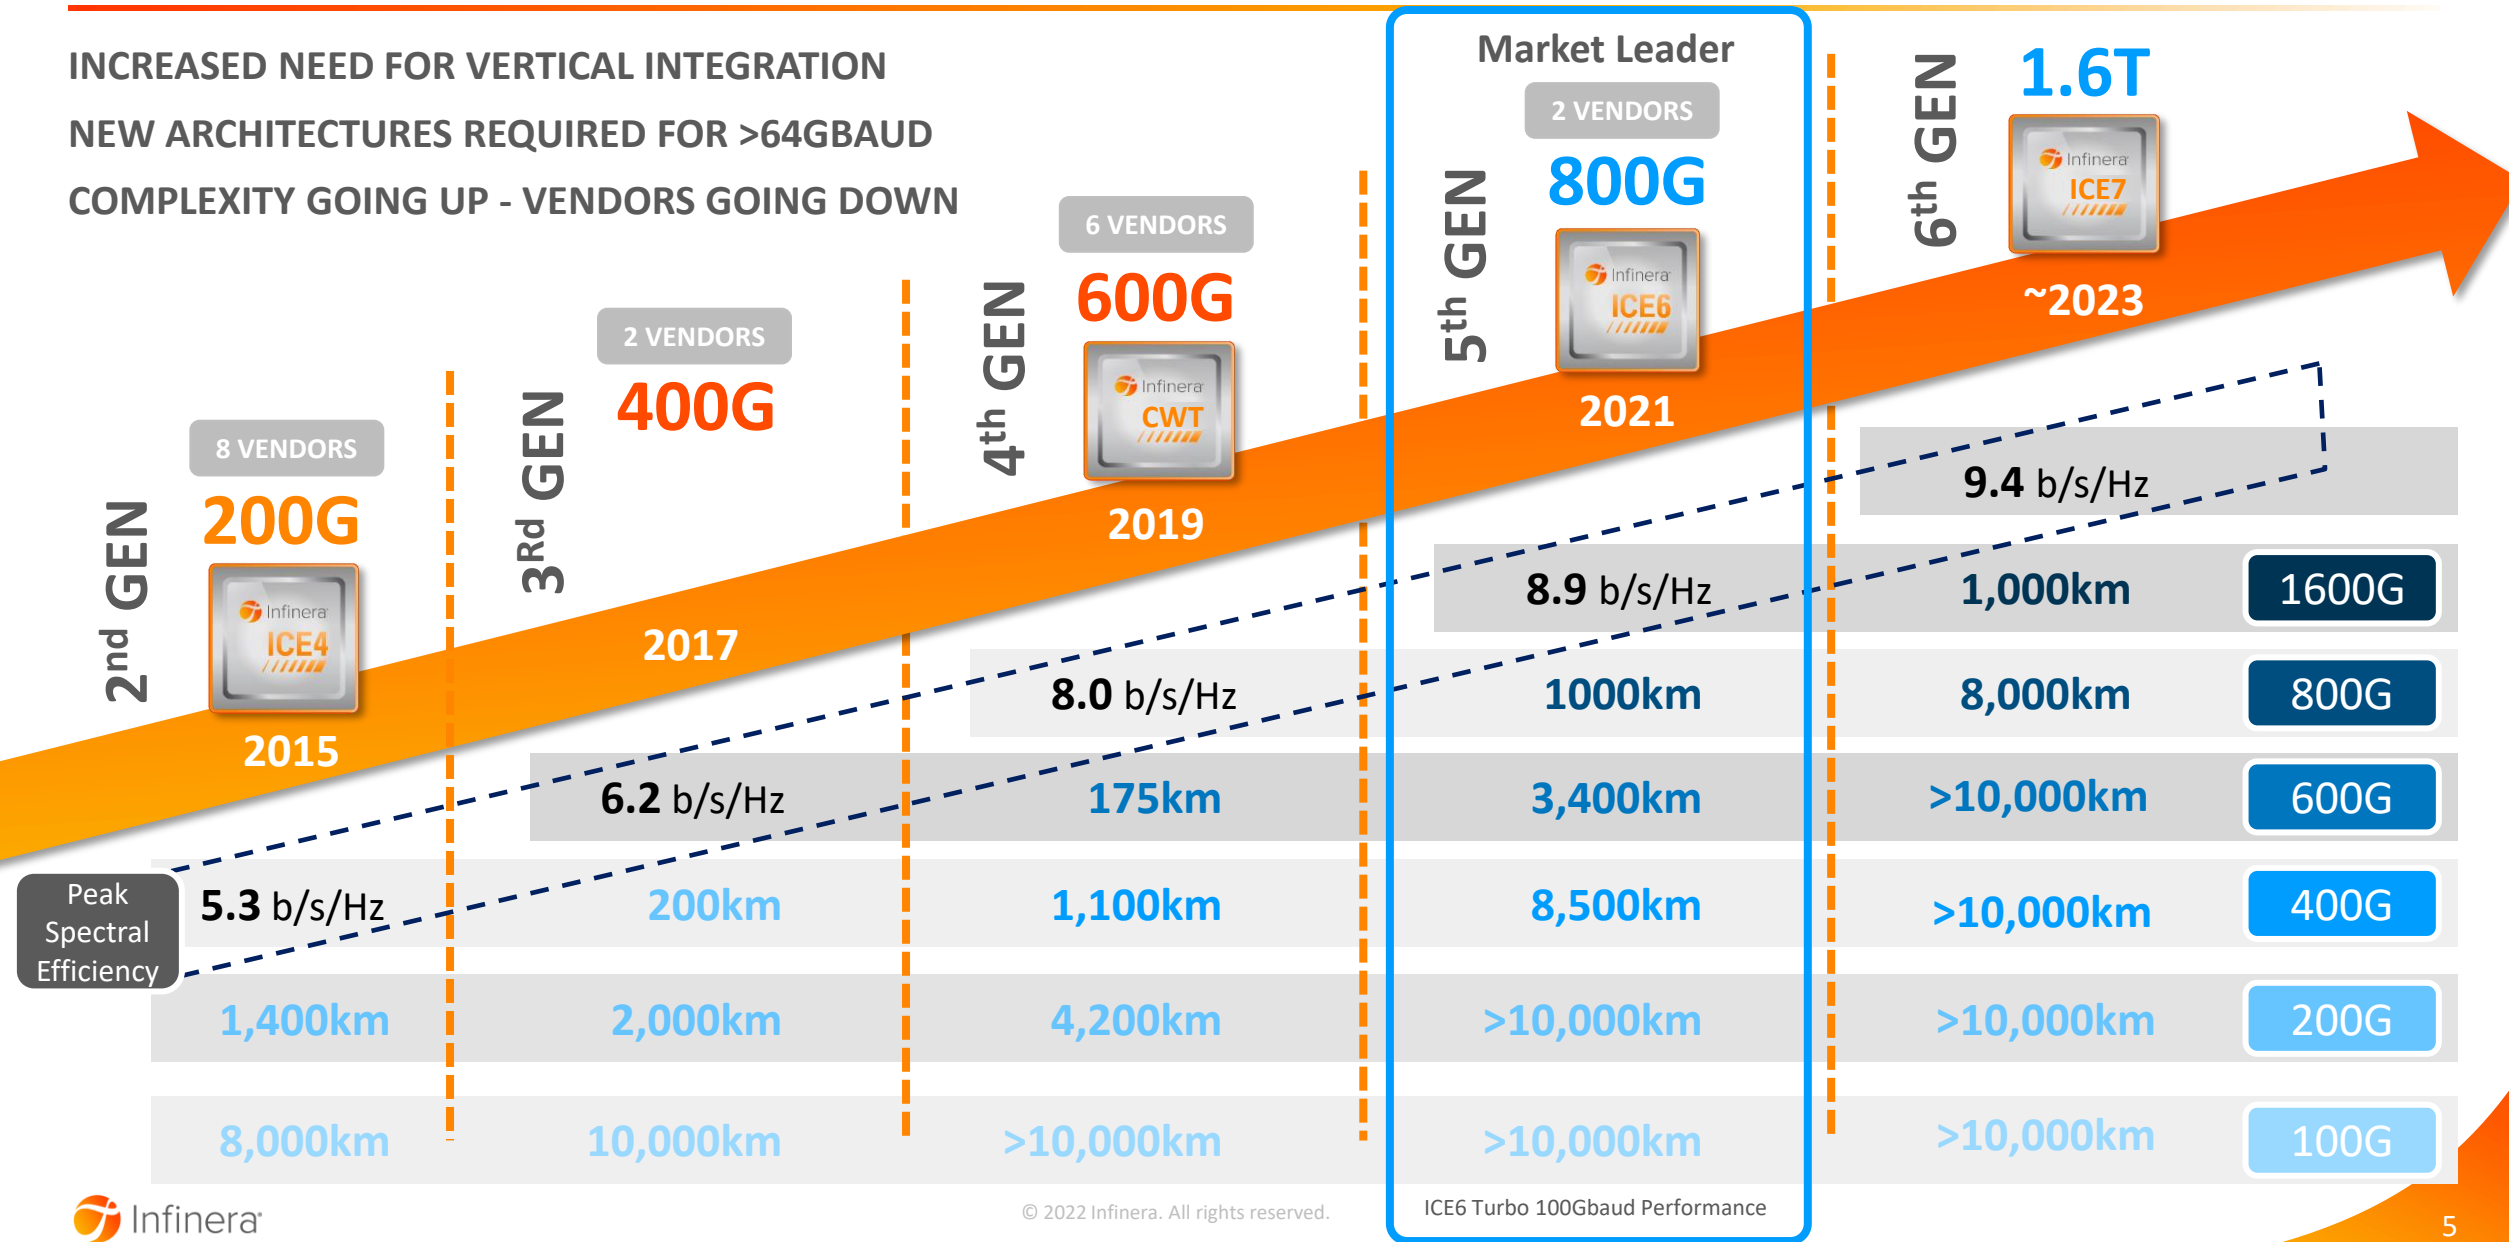 INCREASED NEED FOR VERTICAL INTEGRATION
NEW ARCHITECTURES REQUIRED FOR >64GBAUD
COMPLEXITY GOING UP - VENDORS GOING DOWN
2nd GEN
8 VENDORS
200G
Infinera
ICE4
2015
3Rd GEN
2 VENDORS
400G
2017
4th GEN
6 VENDORS
600G
Infinera
CWT
2019
Market Leader
5th GEN
2 VENDORS
800G
Infinera
ICE6
2021
6th GEN
1.6T
Infinera
ICE7
~2023
9.4 b/s/Hz
8.9 b/s/Hz 1,000km 1600G
8.0 b/s/Hz 1000km 8,000km 800G
6.2 b/s/Hz 175km 3,400km >10,000km 600G
Peak
Spectral
Efficiency
5.3 b/s/Hz 200km 1,100km 8,500km >10,000km 400G
1,400km 2,000km 4,200km >10,000km >10,000km 200G
8,000km 10,000km >10,000km >10,000km >10,000km 100G
Infinera
© 2022 Infinera. All rights reserved.
ICE6 Turbo 100Gbaud Performance
5